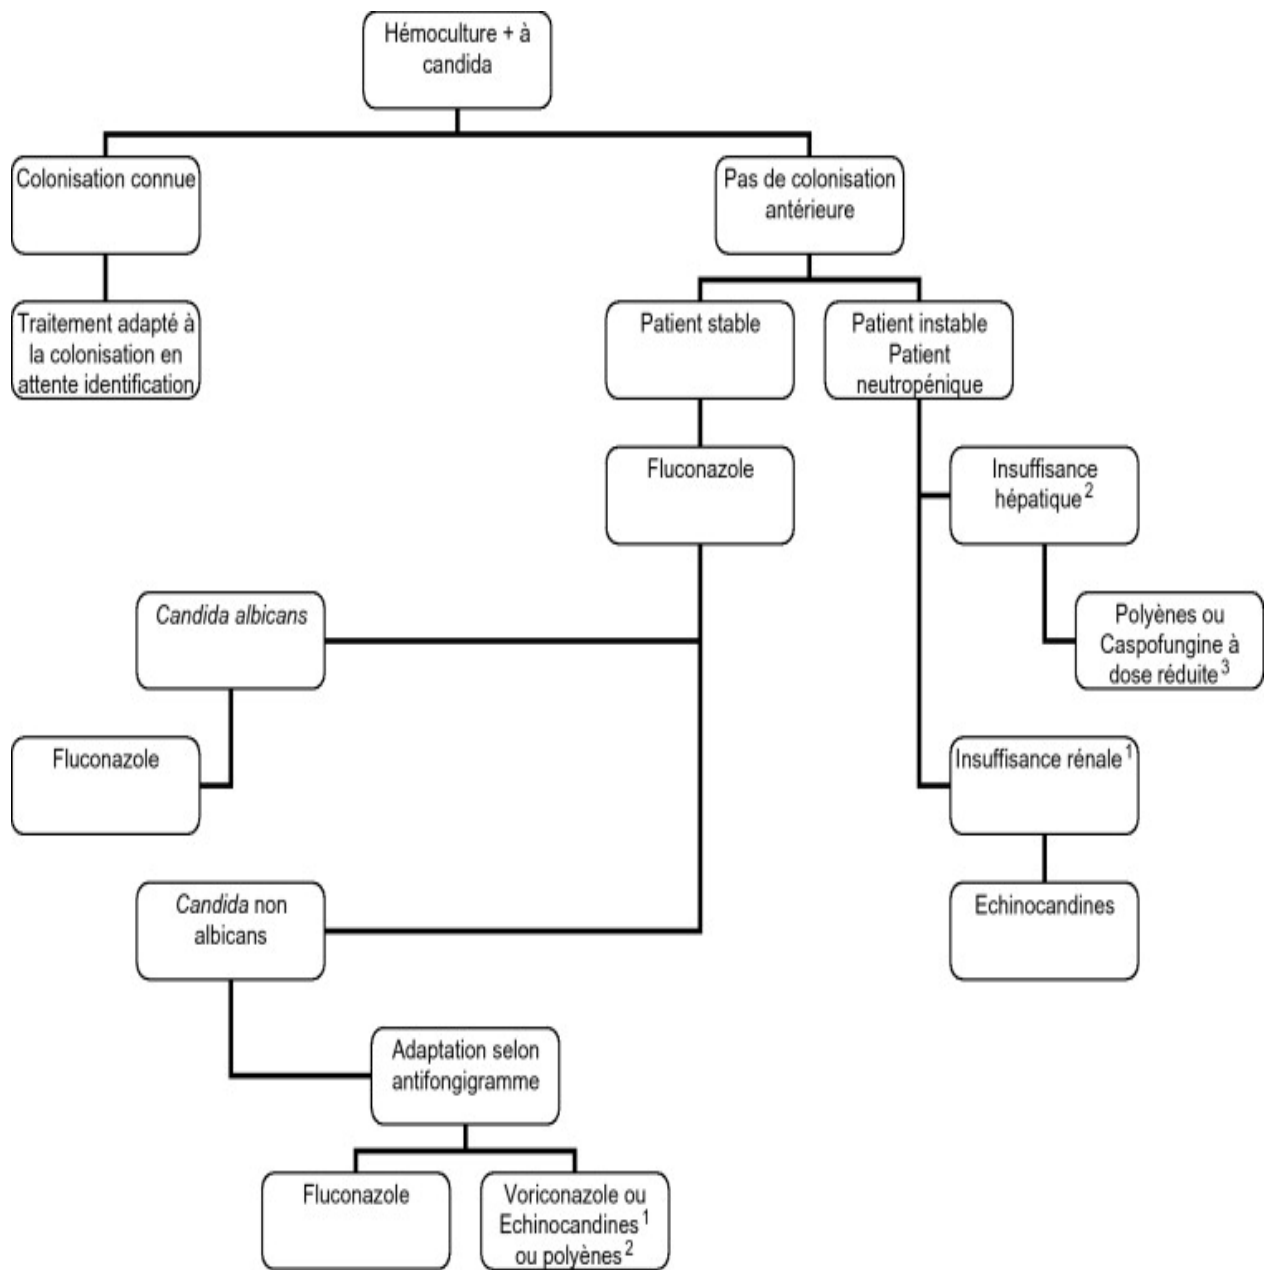 Hémoculture + à
candida
Colonisation connue
Pas de colonisation
antérieure
Traitement adapté à
la colonisation en
attente identification
Patient stable
Patient instable
Patient
neutropénique
Fluconazole
Insuffisance
hépatique2
Candida albicans
Polyènes ou
Caspofungine à
dose réduite3
Fluconazole
Insuffisance rénale1
Candida non
albicans
Echinocandines
Adaptation selon
antifongigramme
Fluconazole
Voriconazole ou
Echinocandines1
ou polyènes2